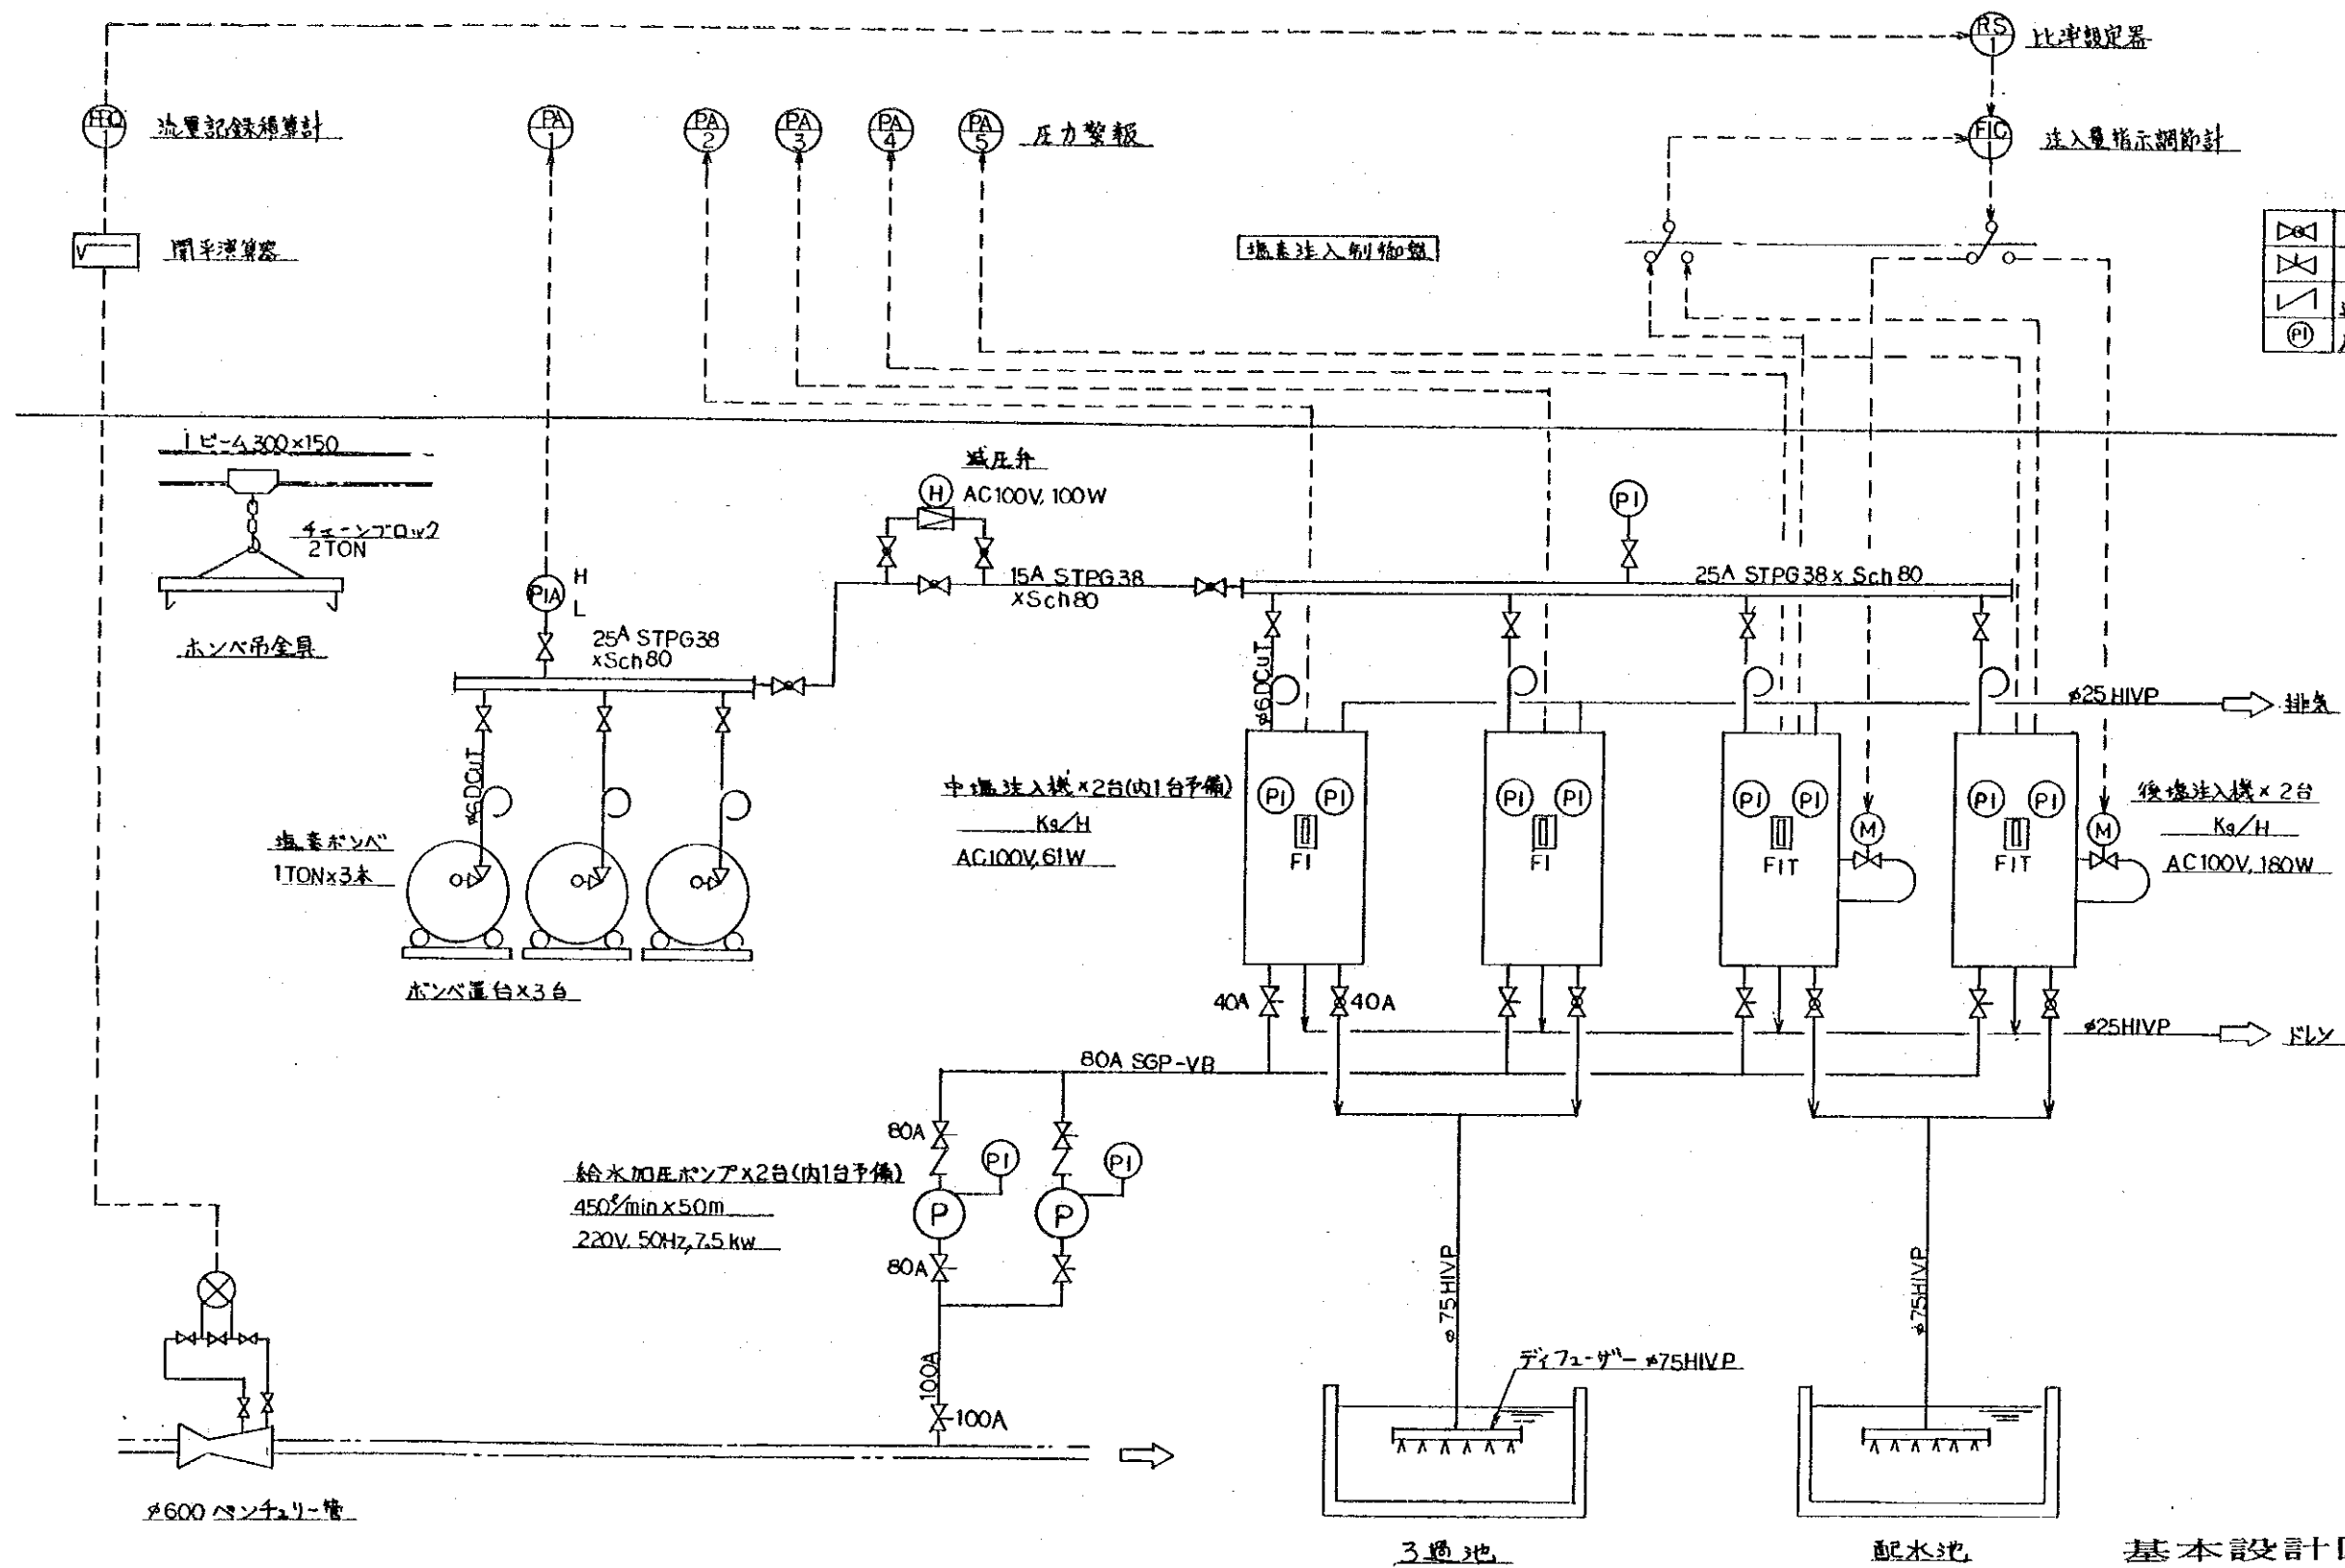 RS
1
比率設定器
FRQ
流量記録積算計
PA
1
PA
2
PA
3
PA
4
PA
5
圧力警報
FIC
1
注入量指示調節計
開平演算器
塩素注入制御盤
PI
Iビーム300×150
チェーンブロック
2TON
ボンベ吊金具
減圧弁
H
AC100V, 100W
PIA
H
L
25A STPG38
×Sch80
15A STPG38
×Sch80
PI
25A STPG38×Sch80
φ6DCuT
φ6DCuT
φ25HIVP
排気
塩素ボンベ
1TON×3本
ボンベ置台×3台
中塩注入機×2台(内1台予備)
Kg/H
AC100V, 61W
PI
PI
FI
PI
PI
FI
PI
PI
FIT
M
PI
PI
FIT
M
後塩注入機×2台
Kg/H
AC100V, 180W
40A
40A
φ25HIVP
ドレン
80A SGP-VB
80A
PI
PI
P
P
給水加圧ポンプ×2台(内1台予備)
450ℓ/min×50m
220V, 50Hz, 7.5kw
80A
100A
100A
φ75HIVP
φ75HIVP
ディフューザー φ75HIVP
φ600 ベンチュリー管
ろ過池
配水池
基本設計